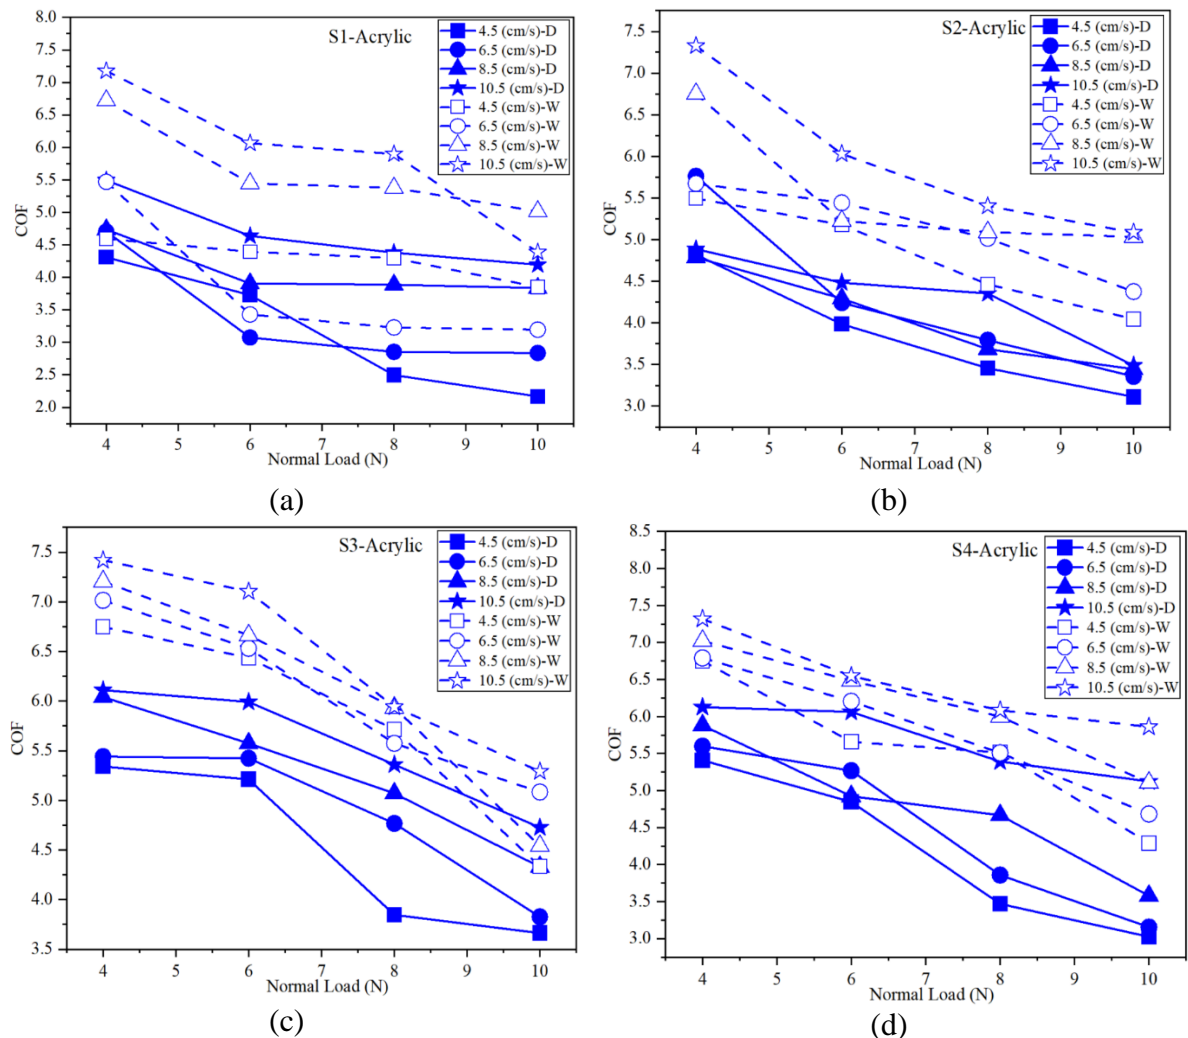 S1-Acrylic
4.5 (cm/s)-D
6.5 (cm/s)-D
8.5 (cm/s)-D
10.5 (cm/s)-D
4.5 (cm/s)-W
6.5 (cm/s)-W
8.5 (cm/s)-W
10.5 (cm/s)-W
8.0
7.5
7.0
6.5
6.0
5.5
5.0
4.5
4.0
3.5
3.0
2.5
2.0
COF
4 5 6 7 8 9 10
Normal Load (N)
(a)
S2-Acrylic
4.5 (cm/s)-D
6.5 (cm/s)-D
8.5 (cm/s)-D
10.5 (cm/s)-D
4.5 (cm/s)-W
6.5 (cm/s)-W
8.5 (cm/s)-W
10.5 (cm/s)-W
7.5
7.0
6.5
6.0
5.5
5.0
4.5
4.0
3.5
3.0
COF
4 5 6 7 8 9 10
Normal Load (N)
(b)
S3-Acrylic
4.5 (cm/s)-D
6.5 (cm/s)-D
8.5 (cm/s)-D
10.5 (cm/s)-D
4.5 (cm/s)-W
6.5 (cm/s)-W
8.5 (cm/s)-W
10.5 (cm/s)-W
7.5
7.0
6.5
6.0
5.5
5.0
4.5
4.0
3.5
COF
4 5 6 7 8 9 10
Normal Load (N)
(c)
S4-Acrylic
4.5 (cm/s)-D
6.5 (cm/s)-D
8.5 (cm/s)-D
10.5 (cm/s)-D
4.5 (cm/s)-W
6.5 (cm/s)-W
8.5 (cm/s)-W
10.5 (cm/s)-W
8.5
8.0
7.5
7.0
6.5
6.0
5.5
5.0
4.5
4.0
3.5
3.0
COF
4 5 6 7 8 9 10
Normal Load (N)
(d)